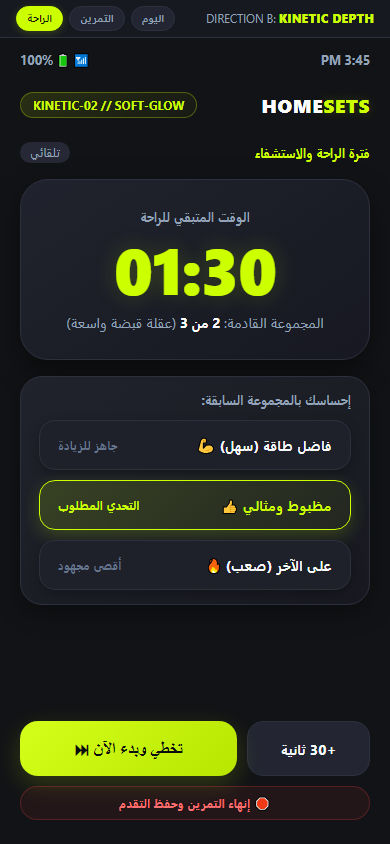 DIRECTION B: KINETIC DEPTH
اليوم
التمرين
الراحة
3:45 PM
100% 🔋 📶
HOMESETS
KINETIC-02 // SOFT-GLOW
فترة الراحة والاستشفاء
تلقائي
الوقت المتبقي للراحة
01:30
المجموعة القادمة: 2 من 3 (عقلة قبضة واسعة)
إحساسك بالمجموعة السابقة:
فاضل طاقة (سهل) 💪
جاهز للزيادة
مظبوط ومثالي 👍
التحدي المطلوب
على الآخر (صعب) 🔥
أقصى مجهود
+30 ثانية
تخطي وبدء الآن ⏭
🛑 إنهاء التمرين وحفظ التقدم